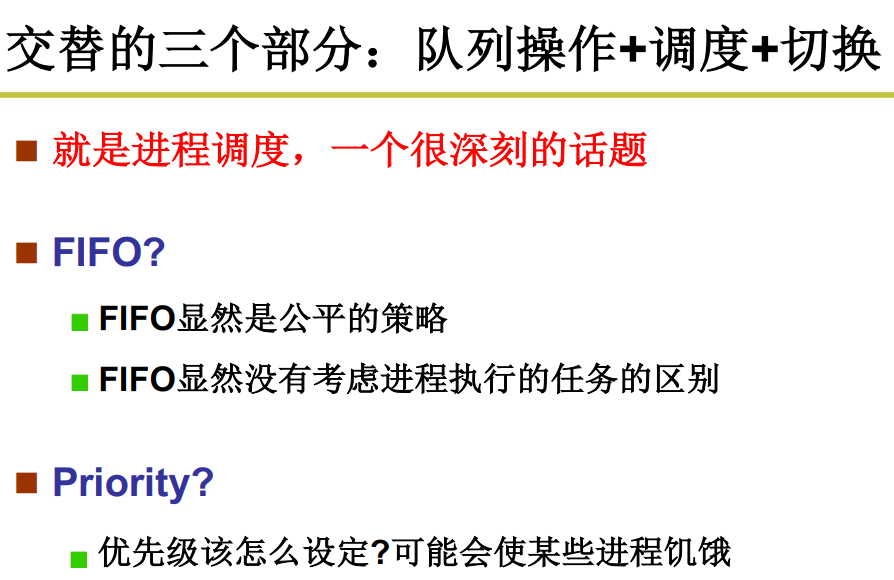 交替的三个部分：队列操作+调度+切换
就是进程调度，一个很深刻的话题
FIFO?
FIFO显然是公平的策略
FIFO显然没有考虑进程执行的任务的区别
Priority?
优先级该怎么设定?可能会使某些进程饥饿